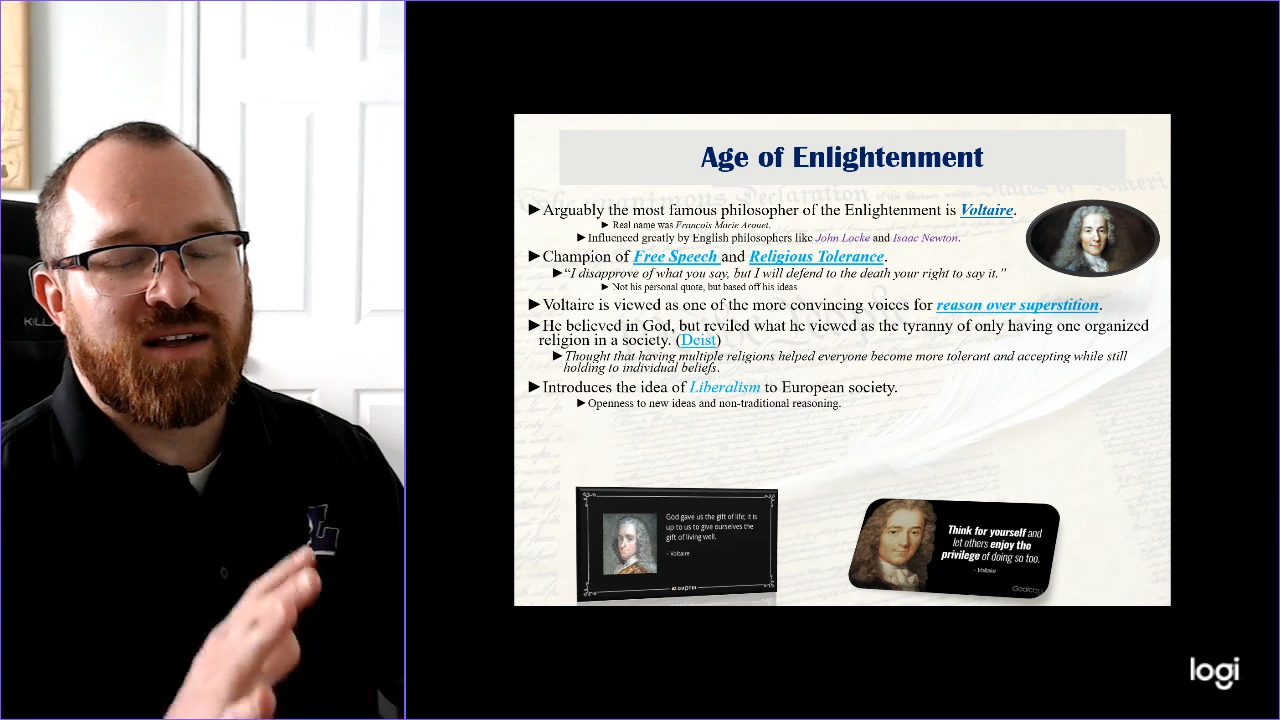 Age of Enlightenment
►Arguably the most famous philosopher of the Enlightenment is Voltaire.
►Real name was Francois Marie Arouet.
►Influenced greatly by English philosophers like John Locke and Isaac Newton.
►Champion of Free Speech and Religious Tolerance.
►“I disapprove of what you say, but I will defend to the death your right to say it.”
►Not his personal quote, but based off his ideas
►Voltaire is viewed as one of the more convincing voices for reason over superstition.
►He believed in God, but reviled what he viewed as the tyranny of only having one organized
religion in a society. (Deist)
►Thought that having multiple religions helped everyone become more tolerant and accepting while still
holding to individual beliefs.
►Introduces the idea of Liberalism to European society.
►Openness to new ideas and non-traditional reasoning.
God gave us the gift of life; it is
up to us to give ourselves the
gift of living well.
- Voltaire
Think for yourself and
let others enjoy the
privilege of doing so too.
- Voltaire
Goalcast
KILL
L
logi